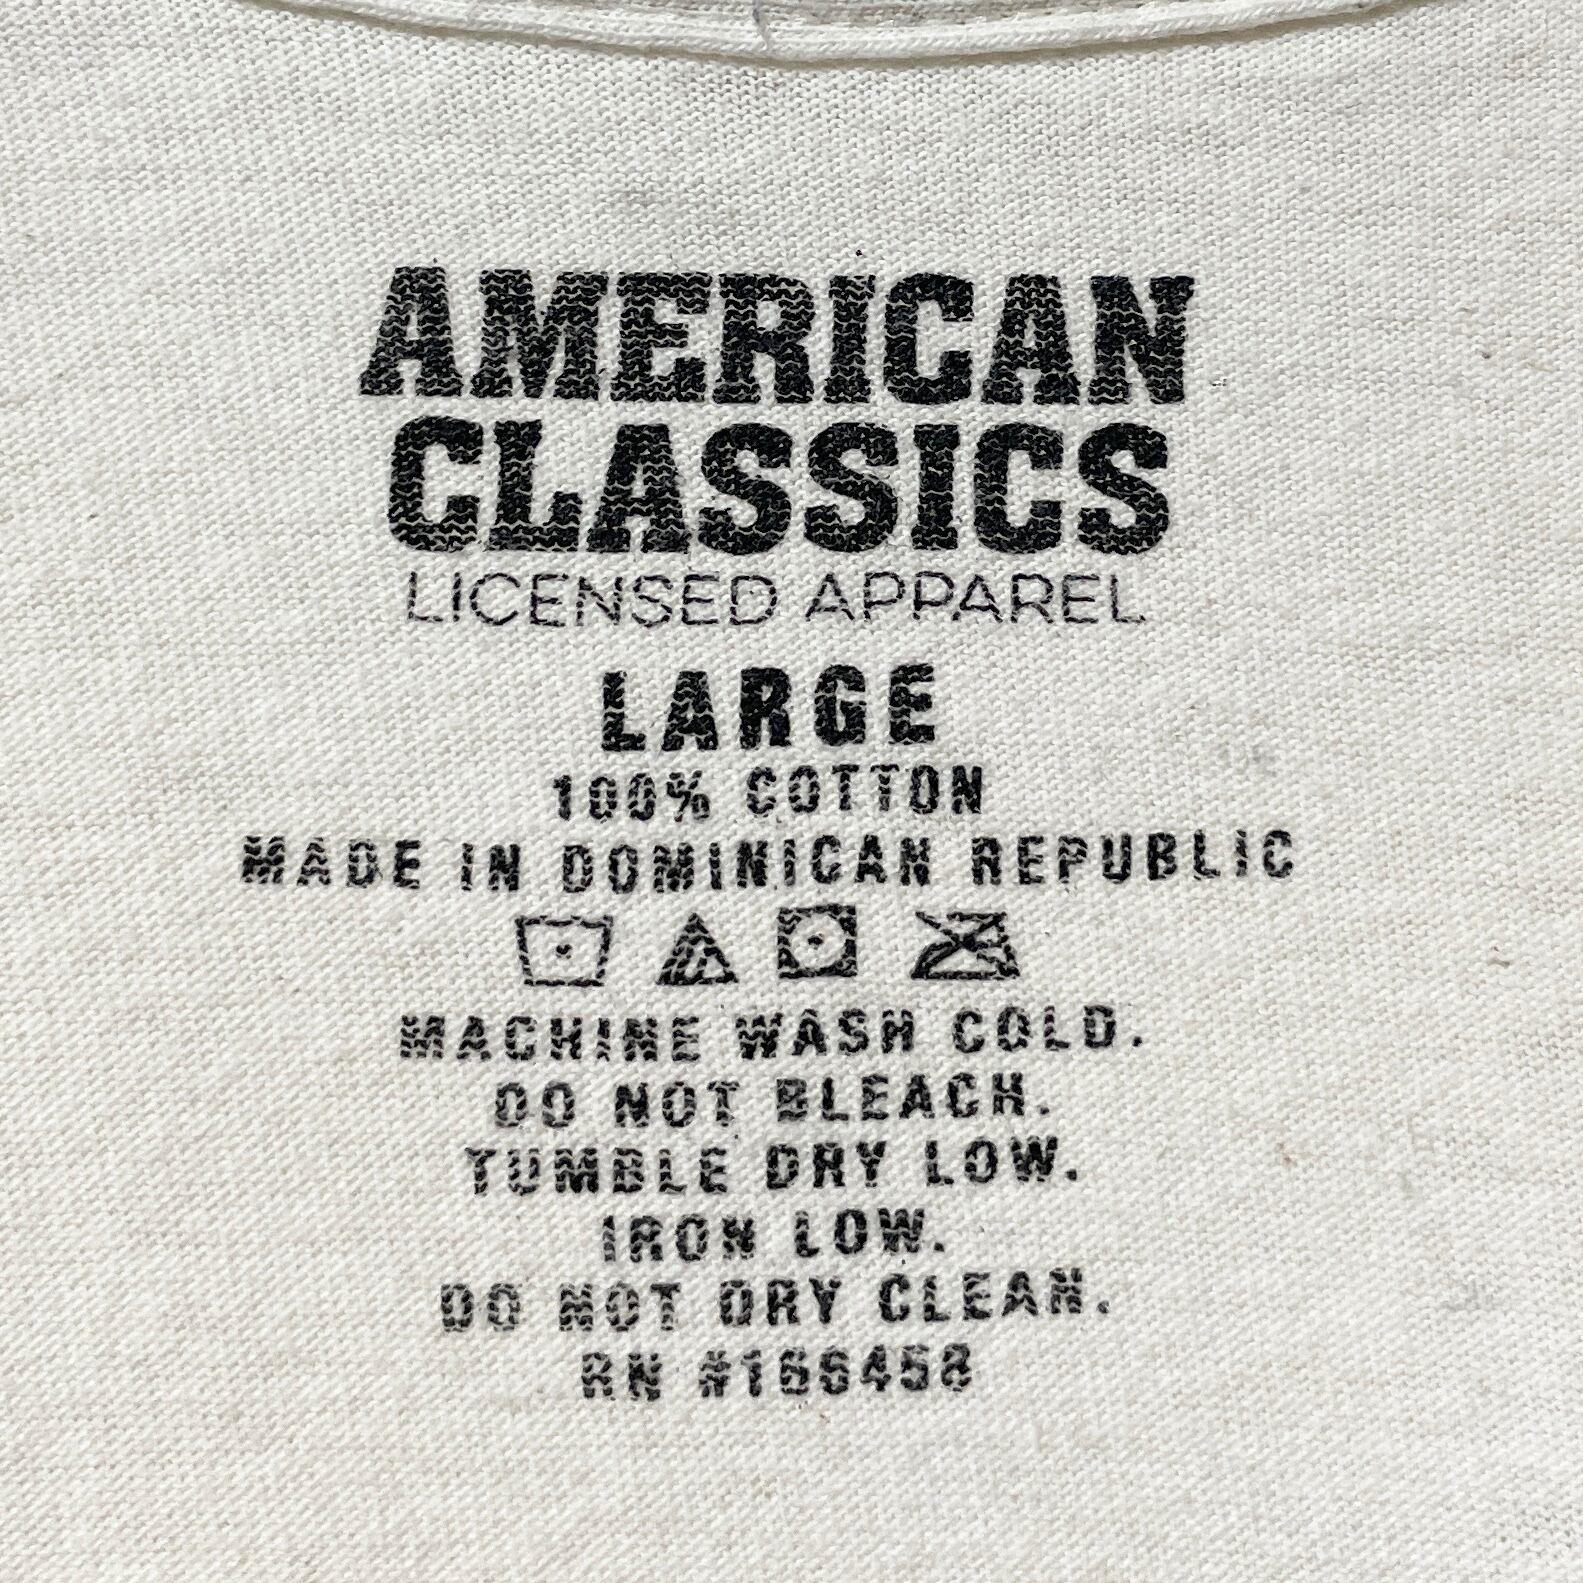 AMERICAN
CLASSICS
LICENSED APPAREL
LARGE
100% COTTON
MADE IN DOMINICAN REPUBLIC
MACHINE WASH COLD.
DO NOT BLEACH.
TUMBLE DRY LOW.
IRON LOW.
DO NOT DRY CLEAN.
RN #166458